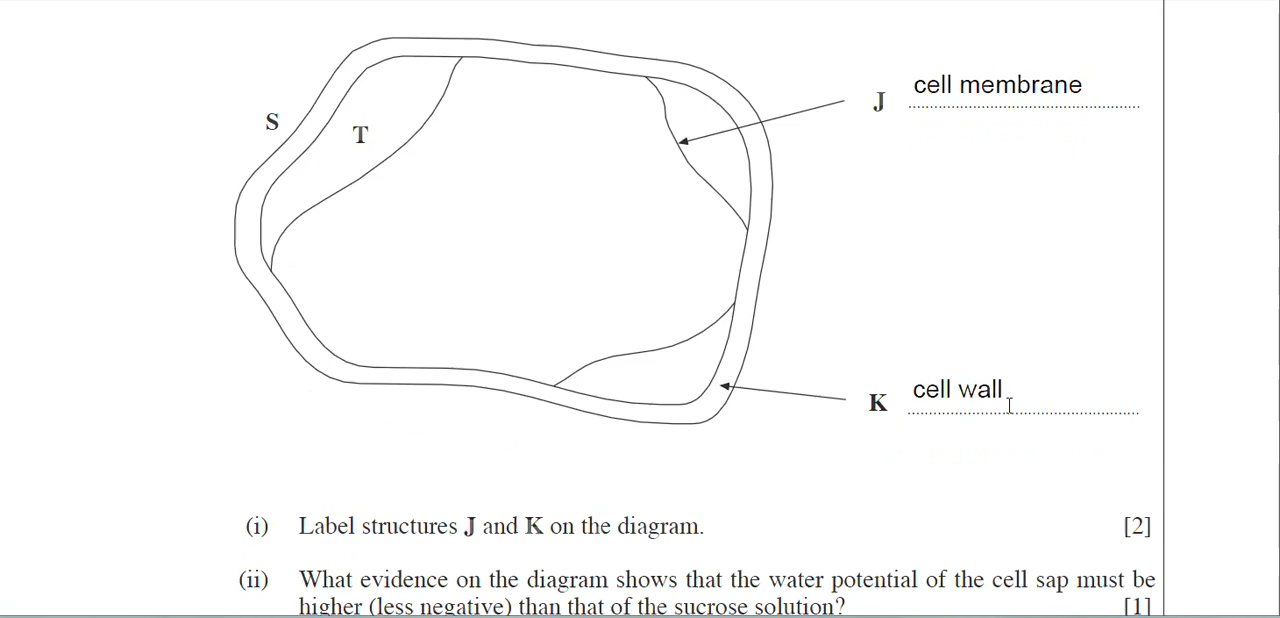 cell membrane
J
S
T
cell wall
K
(i) Label structures J and K on the diagram. [2]
(ii) What evidence on the diagram shows that the water potential of the cell sap must be
higher (less negative) than that of the sucrose solution? [1]